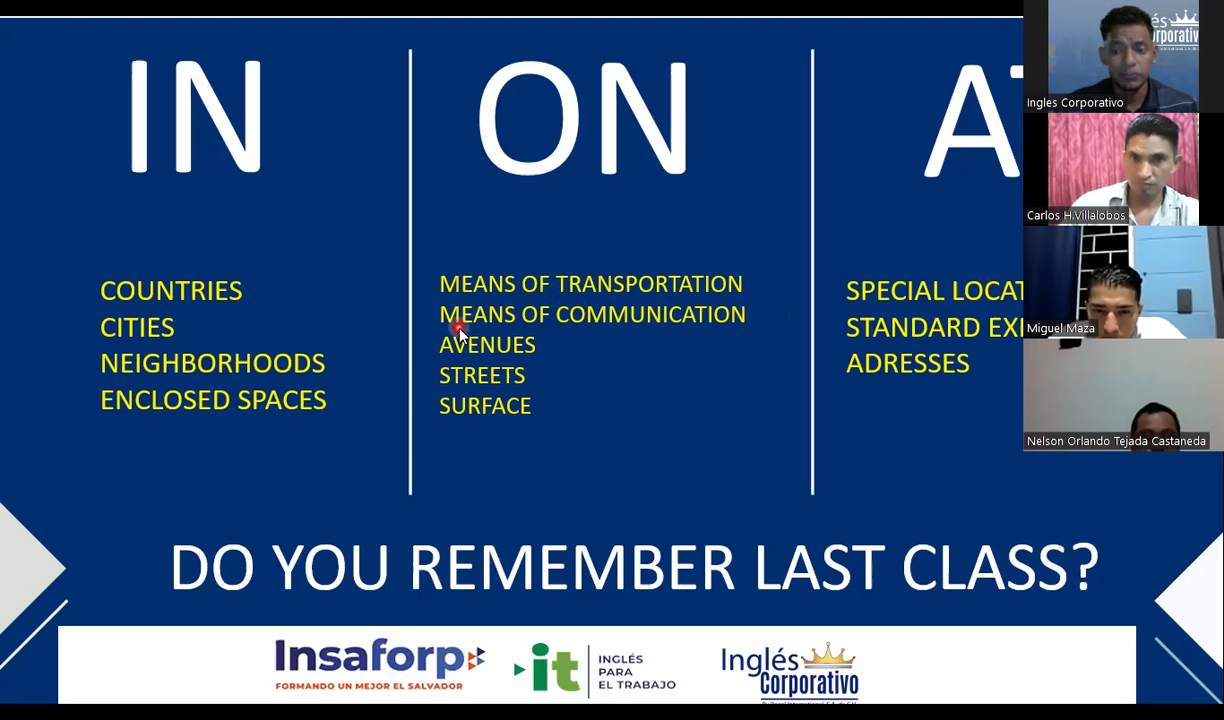 IN
ON
COUNTRIES
CITIES
NEIGHBORHOODS
ENCLOSED SPACES
MEANS OF TRANSPORTATION
MEANS OF COMMUNICATION
AVENUES
STREETS
SURFACE
SPECIAL
STANDARD
ADRESSES
DO YOU REMEMBER LAST CLASS?
Insaforp
FORMANDO UN MEJOR EL SALVADOR
it
INGLÉS
PARA
EL TRABAJO
Inglés
Corporativo
Ingles Corporativo
Carlos H.Villalobos
Miguel Maza
Nelson Orlando Tejada Castaneda